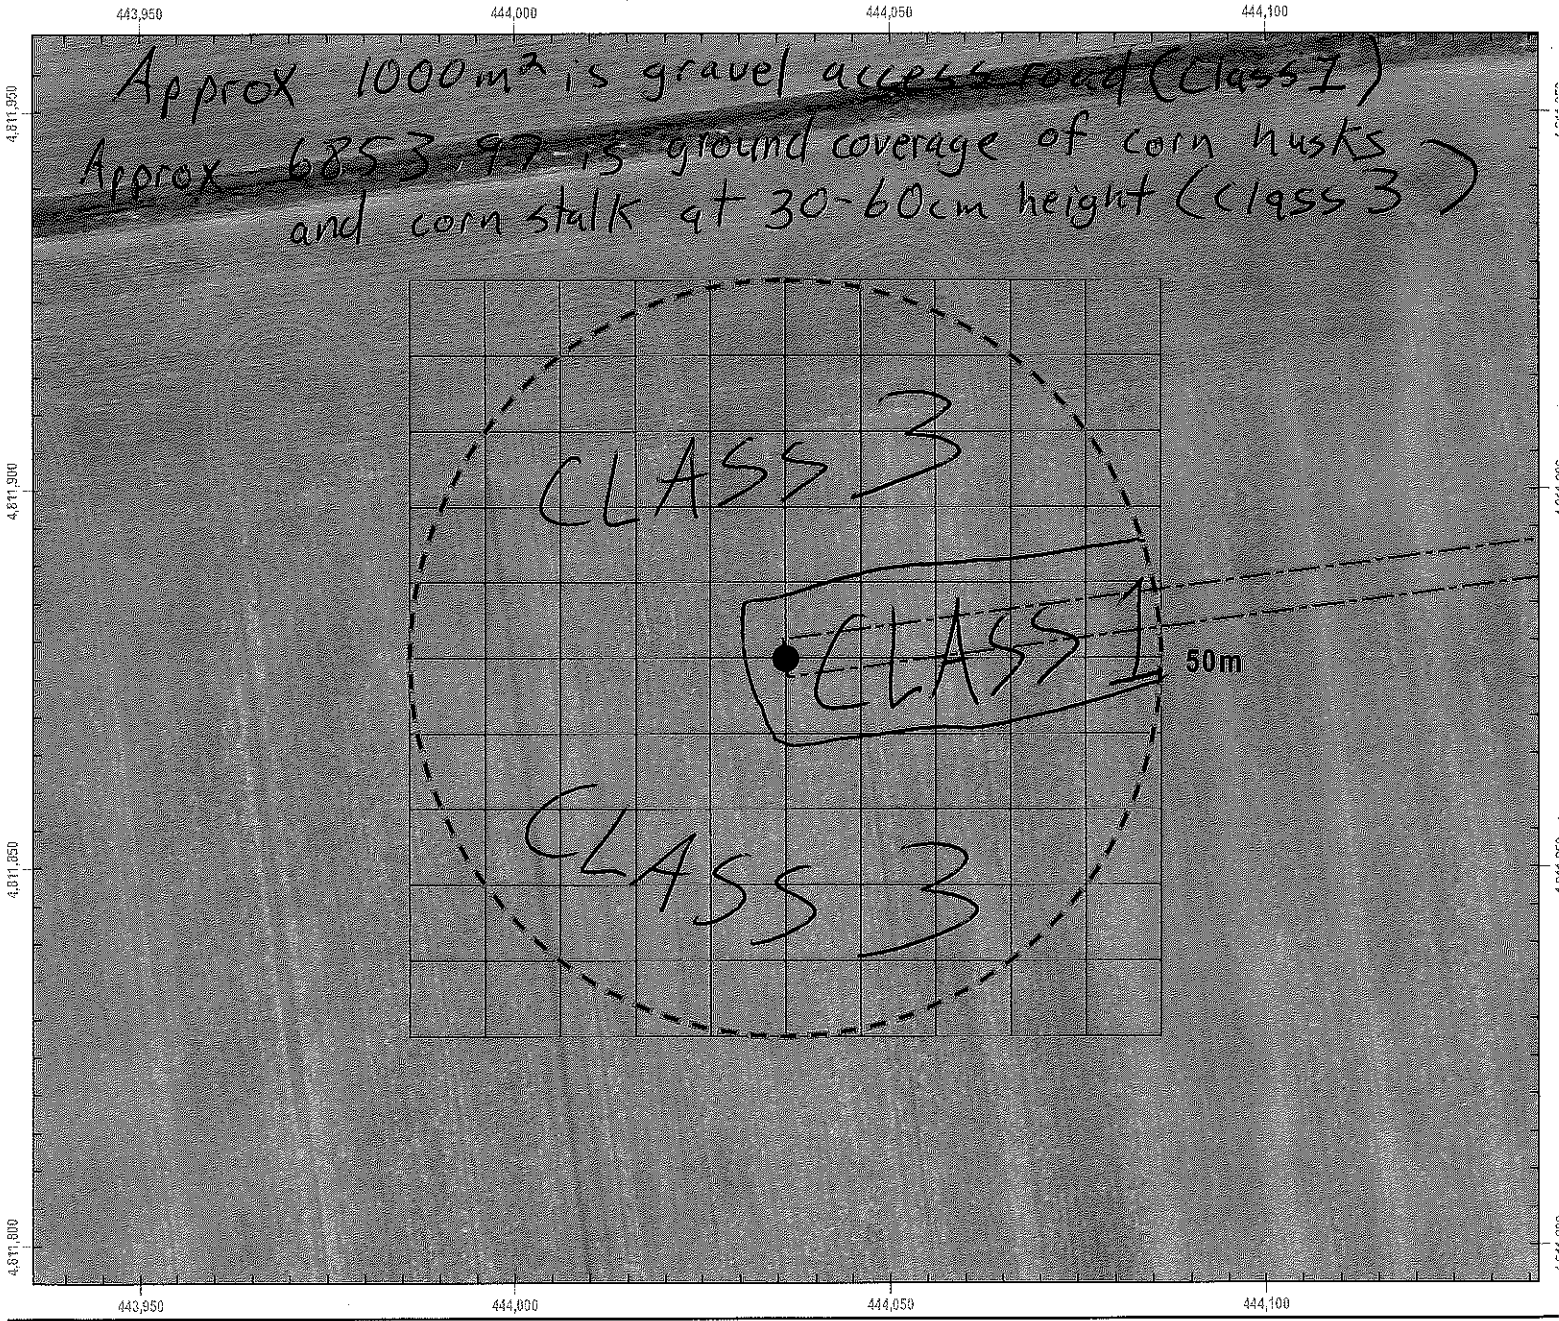 443,950 444,000 444,050 444,100
Approx 1000m² is gravel access road (Class 1)
Approx 6853.97 is ground coverage of corn husks
and corn stalk at 30-60cm height (Class 3)
4,811,950
4,811,900
4,811,850
4,811,800
CLASS 3
CLASS 1
50m
CLASS 3
443,950 444,000 444,050 444,100